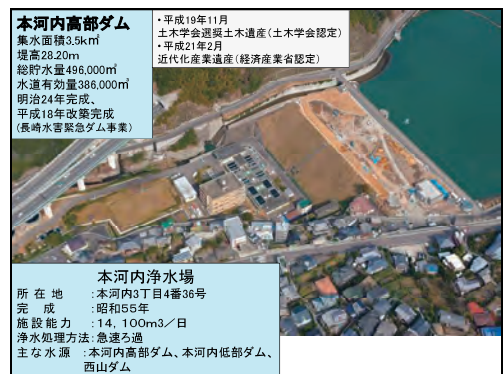 本河内高部ダム
集水面積3.5k㎡
堤高28.20m
総貯水量496,000㎥
水道有効量386,000㎥
明治24年完成、
平成18年改築完成
(長崎水害緊急ダム事業)
・平成19年11月
土木学会選奨土木遺産(土木学会認定)
・平成21年2月
近代化産業遺産(経済産業省認定)
本河内浄水場
所在地 :本河内3丁目4番36号
完成 :昭和55年
施設能力 :14,100m3/日
浄水処理方法:急速ろ過
主な水源 :本河内高部ダム、本河内低部ダム、
西山ダム